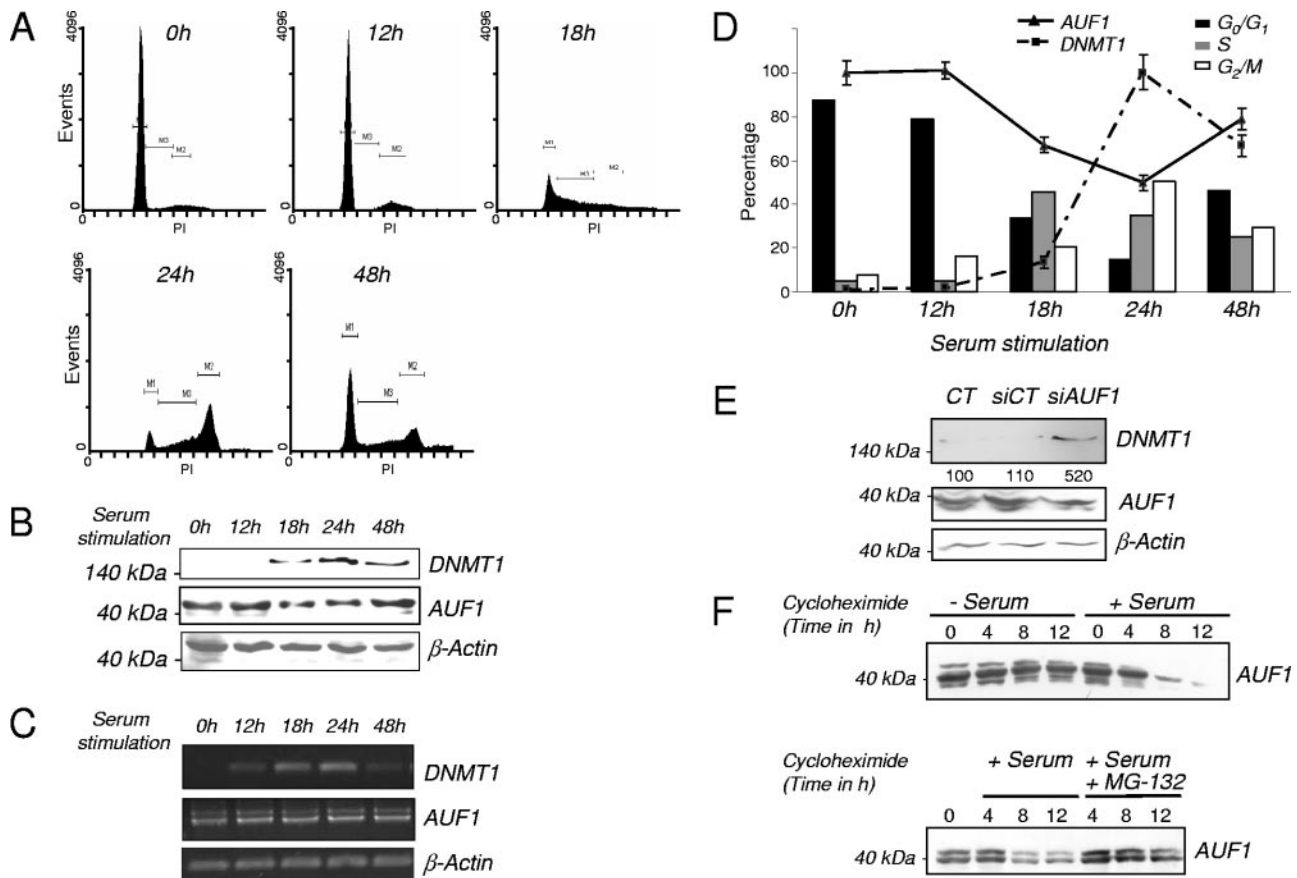 A
0h
12h
18h
4096
4096
4096
Events
M3
M2
M3
M2
M1
M3
M2
0
0
0
0
0
0
PI
PI
PI
24h
48h
4096
4096
Events
M1
M3
M2
M1
M3
M2
0
0
0
0
PI
PI
B
Serum stimulation
0h 12h 18h 24h 48h
140 kDa
DNMT1
40 kDa
AUF1
40 kDa
β-Actin
C
Serum stimulation
0h 12h 18h 24h 48h
DNMT1
AUF1
β-Actin
D
AUF1
DNMT1
G0/G1
S
G2/M
Percentage
100
80
60
40
20
0
0h 12h 18h 24h 48h
Serum stimulation
E
CT siCT siAUF1
140 kDa
DNMT1
100 110 520
40 kDa
AUF1
40 kDa
β-Actin
F
Cycloheximide
(Time in h)
- Serum + Serum
0 4 8 12 0 4 8 12
40 kDa
AUF1
Cycloheximide
(Time in h)
+ Serum
+ Serum
+ MG-132
0 4 8 12 4 8 12
40 kDa
AUF1